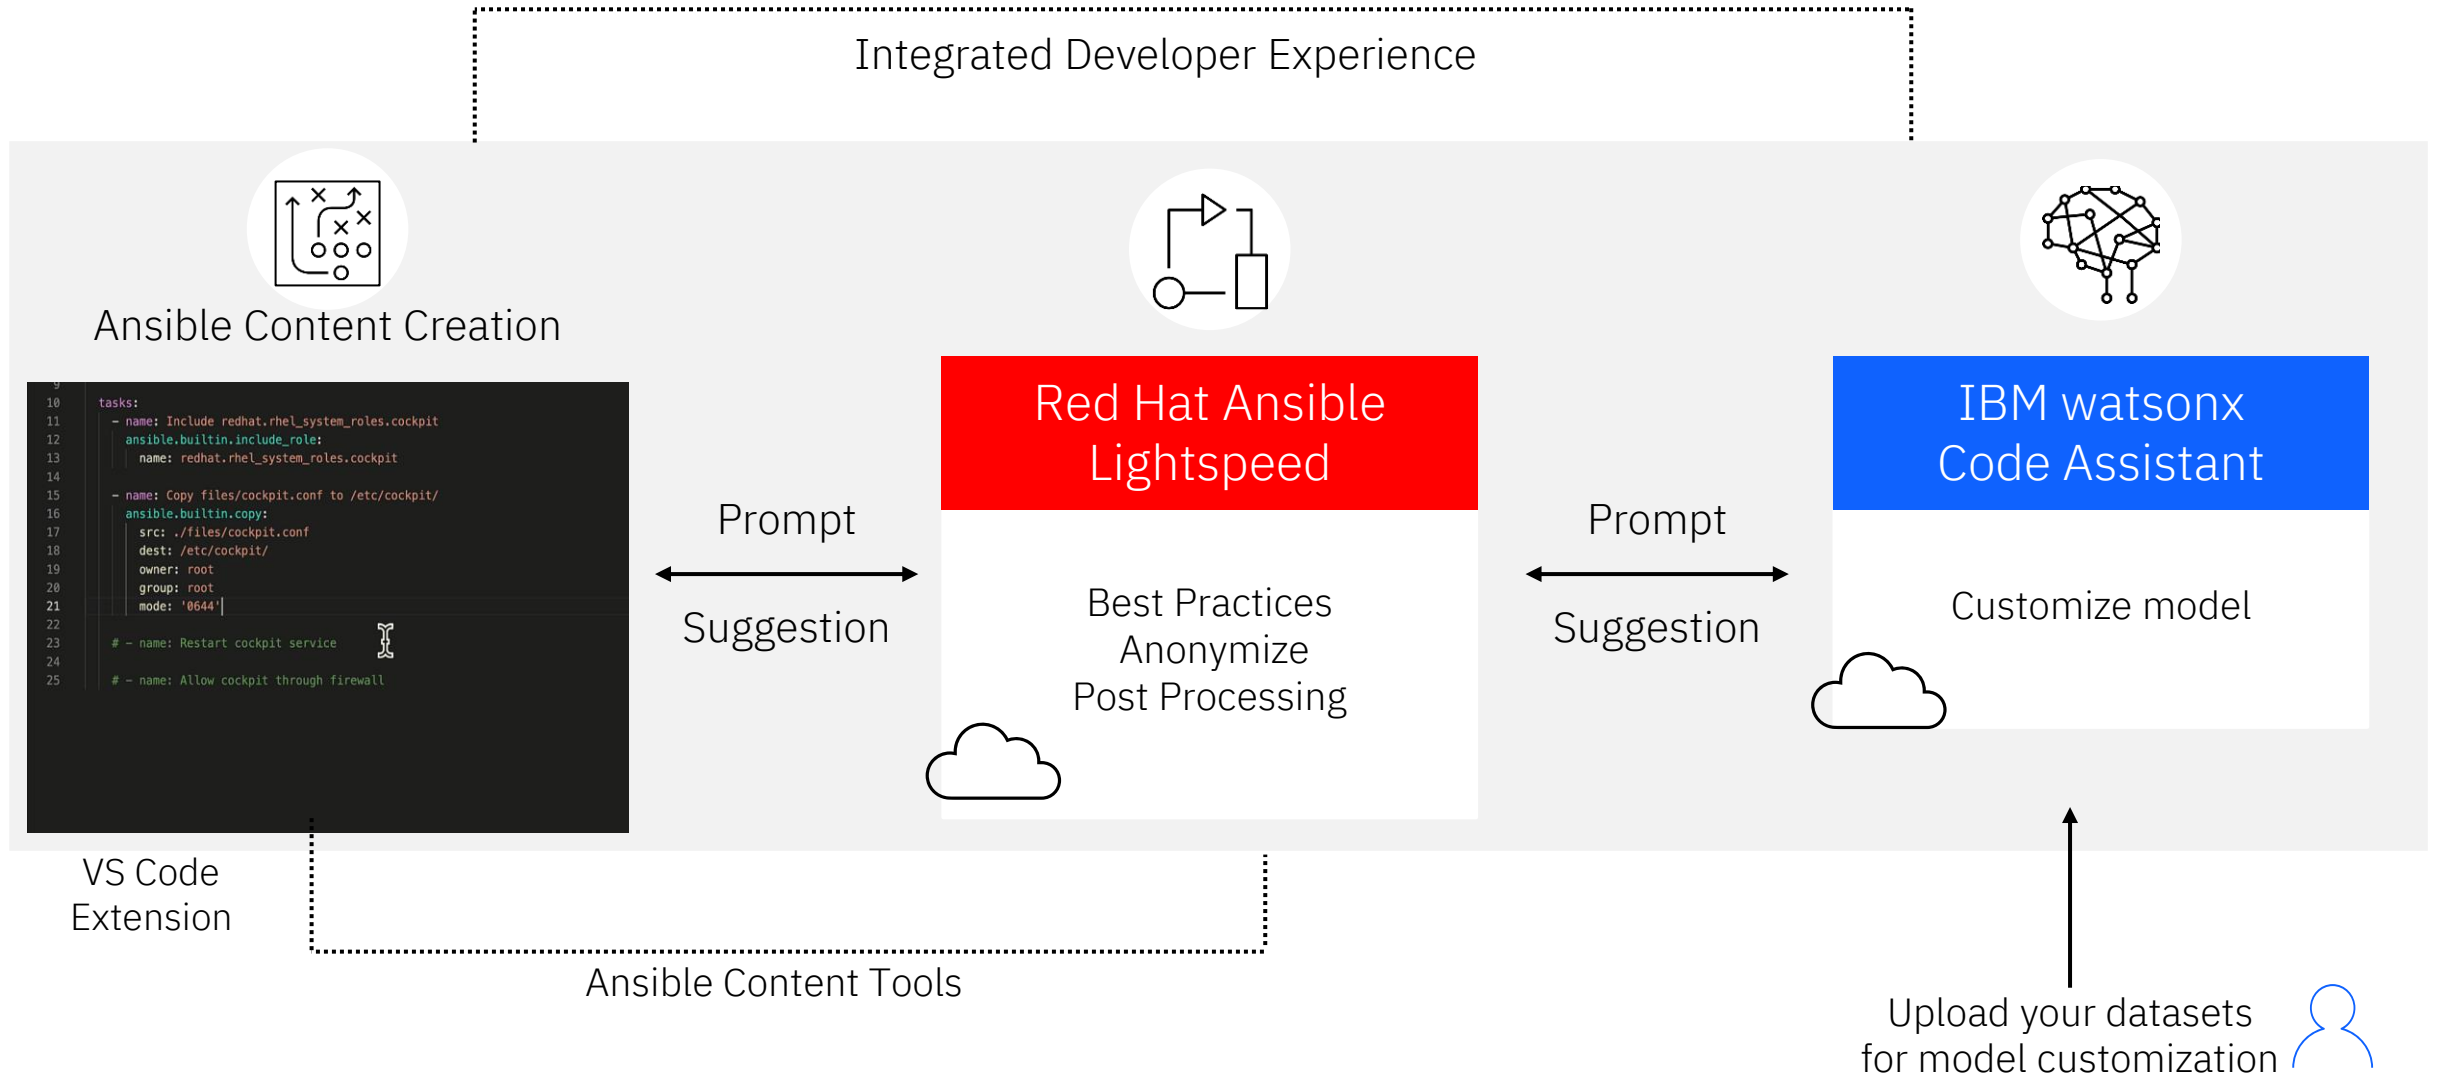 Integrated Developer Experience
Ansible Content Creation
9
10 tasks:
11 - name: Include redhat.rhel_system_roles.cockpit
12 ansible.builtin.include_role:
13 name: redhat.rhel_system_roles.cockpit
14
15 - name: Copy files/cockpit.conf to /etc/cockpit/
16 ansible.builtin.copy:
17 src: ./files/cockpit.conf
18 dest: /etc/cockpit/
19 owner: root
20 group: root
21 mode: '0644'
22
23 # - name: Restart cockpit service
24
25 # - name: Allow cockpit through firewall
VS Code
Extension
Prompt
Suggestion
Red Hat Ansible
Lightspeed
Best Practices
Anonymize
Post Processing
Prompt
Suggestion
IBM watsonx
Code Assistant
Customize model
Ansible Content Tools
Upload your datasets
for model customization